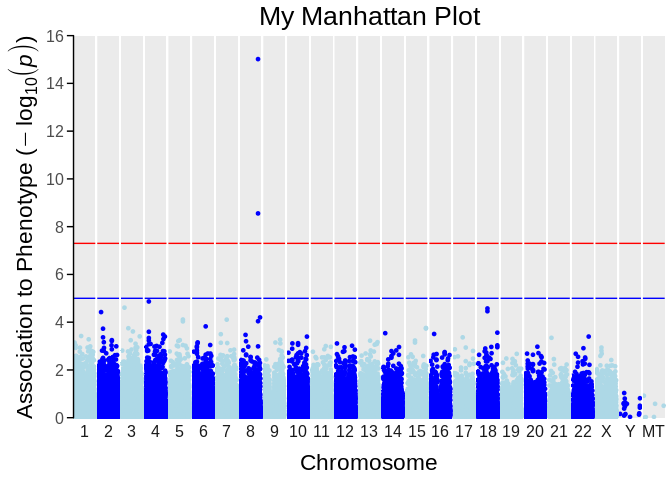 My Manhattan Plot
Association to Phenotype (− log10(p))
16
14
12
10
8
6
4
2
0
1 2 3 4 5 6 7 8 9 10 11 12 13 14 15 16 17 18 19 20 21 22 X Y MT
Chromosome